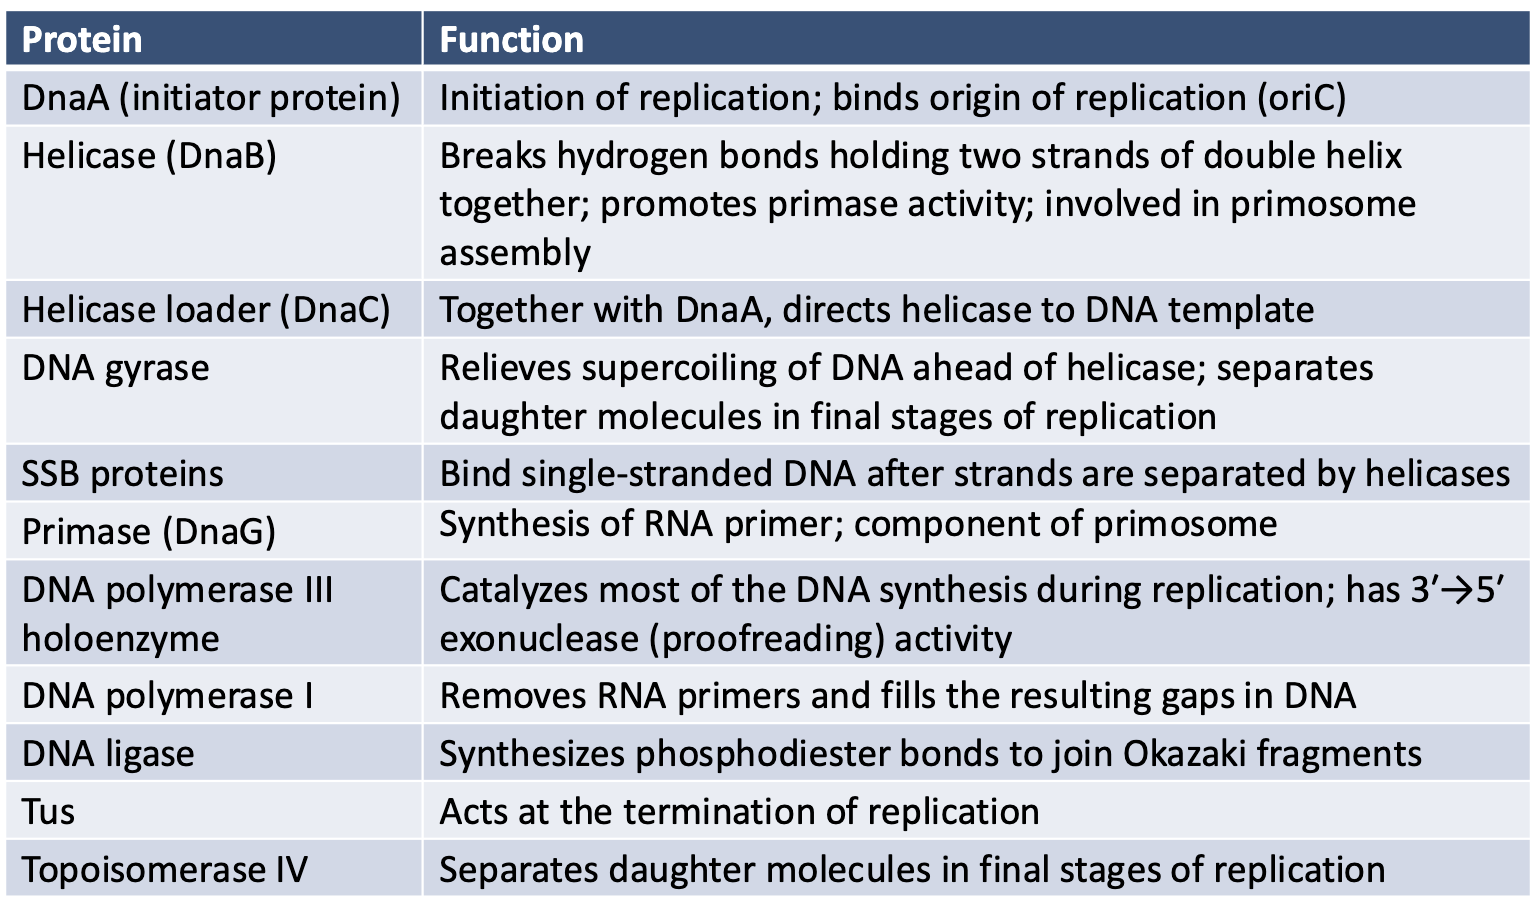 Protein Function
DnaA (initiator protein) Initiation of replication; binds origin of replication (oriC)
Helicase (DnaB) Breaks hydrogen bonds holding two strands of double helix
together; promotes primase activity; involved in primosome
assembly
Helicase loader (DnaC) Together with DnaA, directs helicase to DNA template
DNA gyrase Relieves supercoiling of DNA ahead of helicase; separates
daughter molecules in final stages of replication
SSB proteins Bind single-stranded DNA after strands are separated by helicases
Primase (DnaG) Synthesis of RNA primer; component of primosome
DNA polymerase III Catalyzes most of the DNA synthesis during replication; has 3′→5′
holoenzyme exonuclease (proofreading) activity
DNA polymerase I Removes RNA primers and fills the resulting gaps in DNA
DNA ligase Synthesizes phosphodiester bonds to join Okazaki fragments
Tus Acts at the termination of replication
Topoisomerase IV Separates daughter molecules in final stages of replication